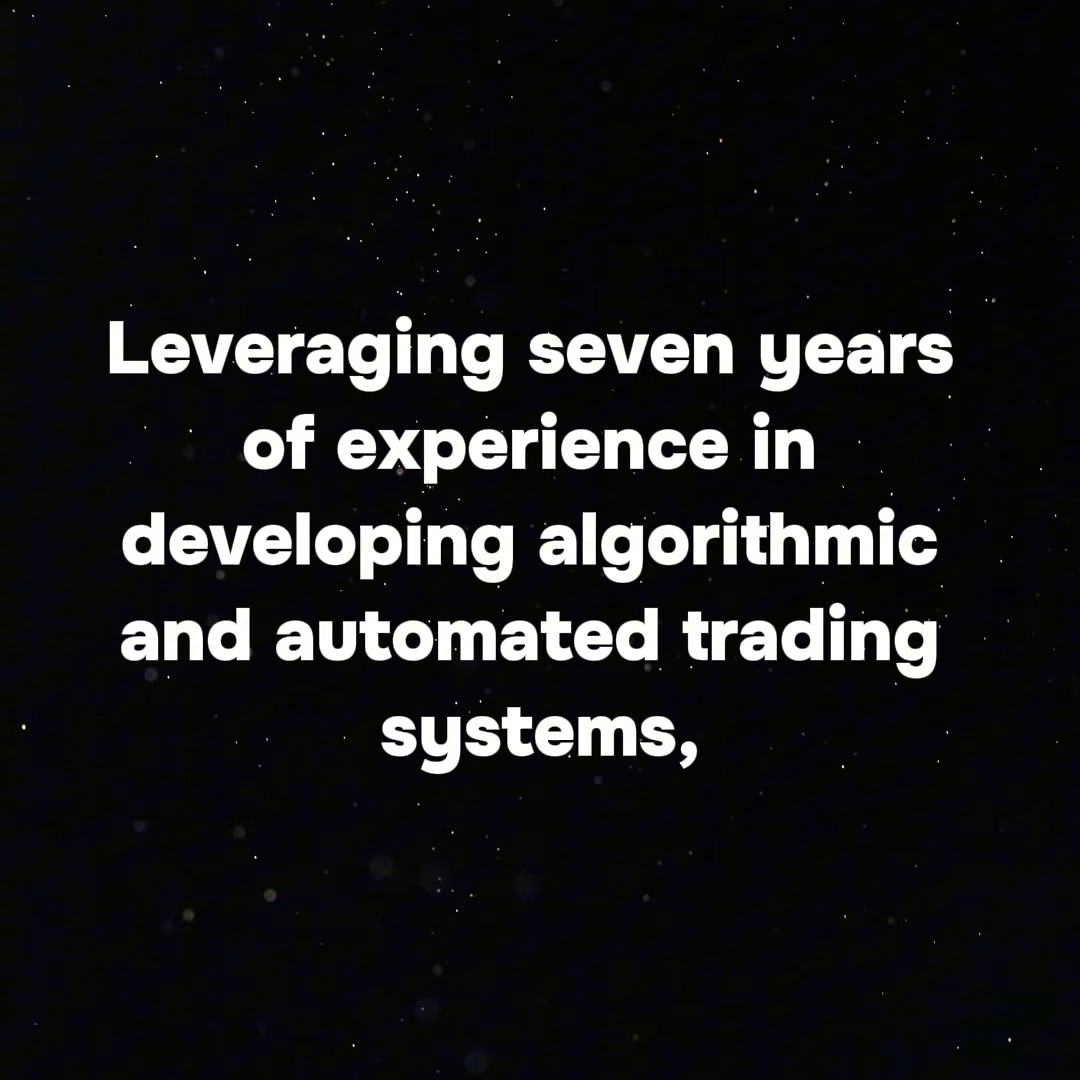 Leveraging seven years
of experience in
developing algorithmic
and automated trading
systems,